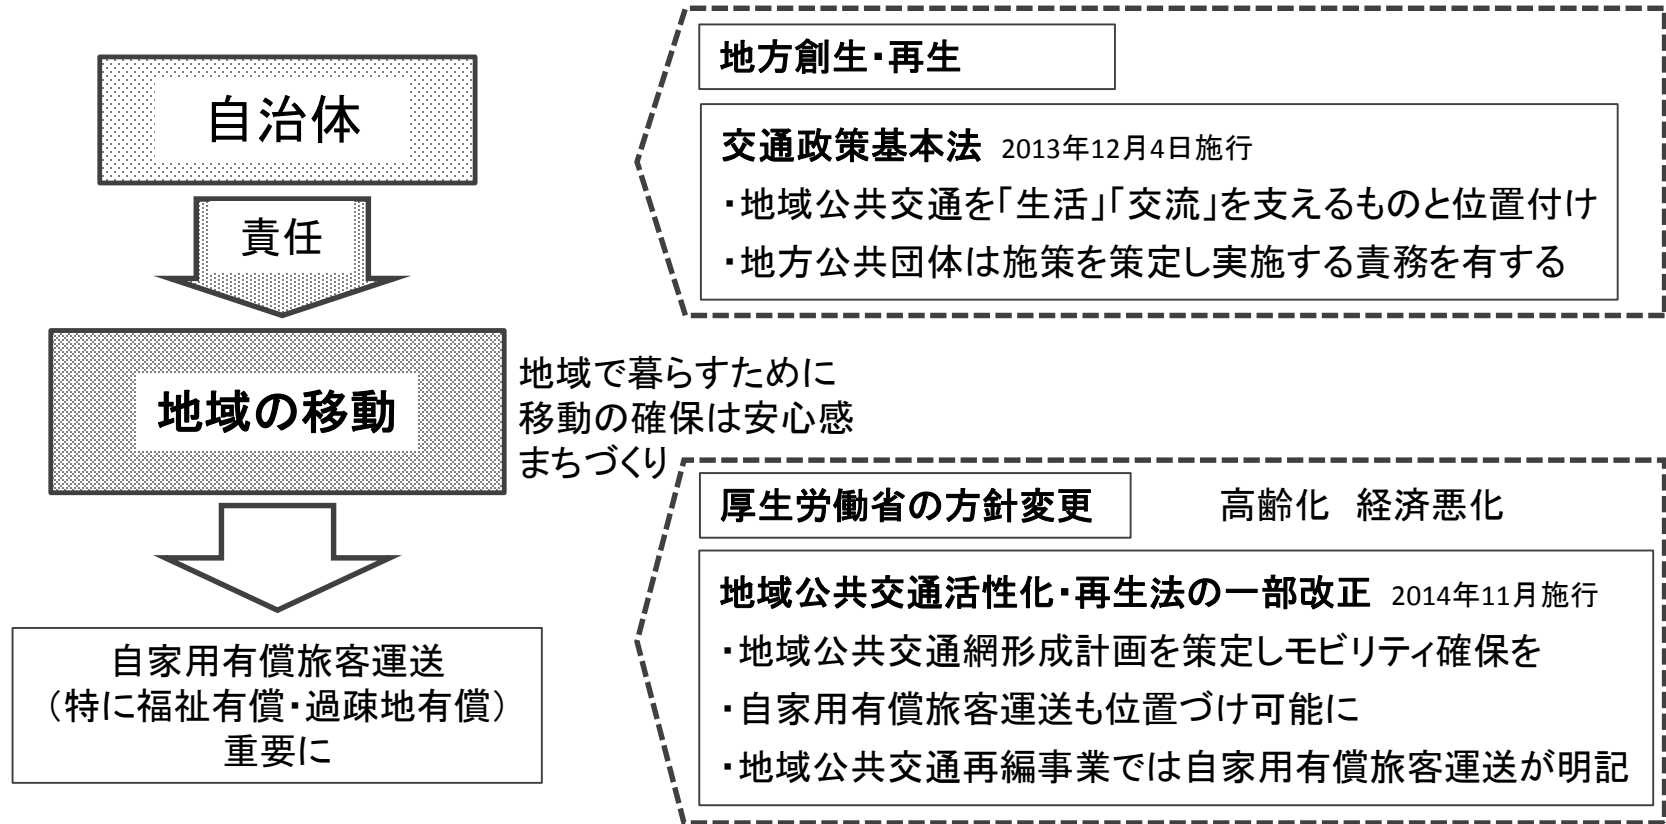 自治体
責任
地域の移動
地域で暮らすために
移動の確保は安心感
まちづくり
自家用有償旅客運送
（特に福祉有償・過疎地有償）
重要に
地方創生・再生
交通政策基本法 2013年12月4日施行
・地域公共交通を「生活」「交流」を支えるものと位置付け
・地方公共団体は施策を策定し実施する責務を有する
厚生労働省の方針変更 高齢化 経済悪化
地域公共交通活性化・再生法の一部改正 2014年11月施行
・地域公共交通網形成計画を策定しモビリティ確保を
・自家用有償旅客運送も位置づけ可能に
・地域公共交通再編事業では自家用有償旅客運送が明記